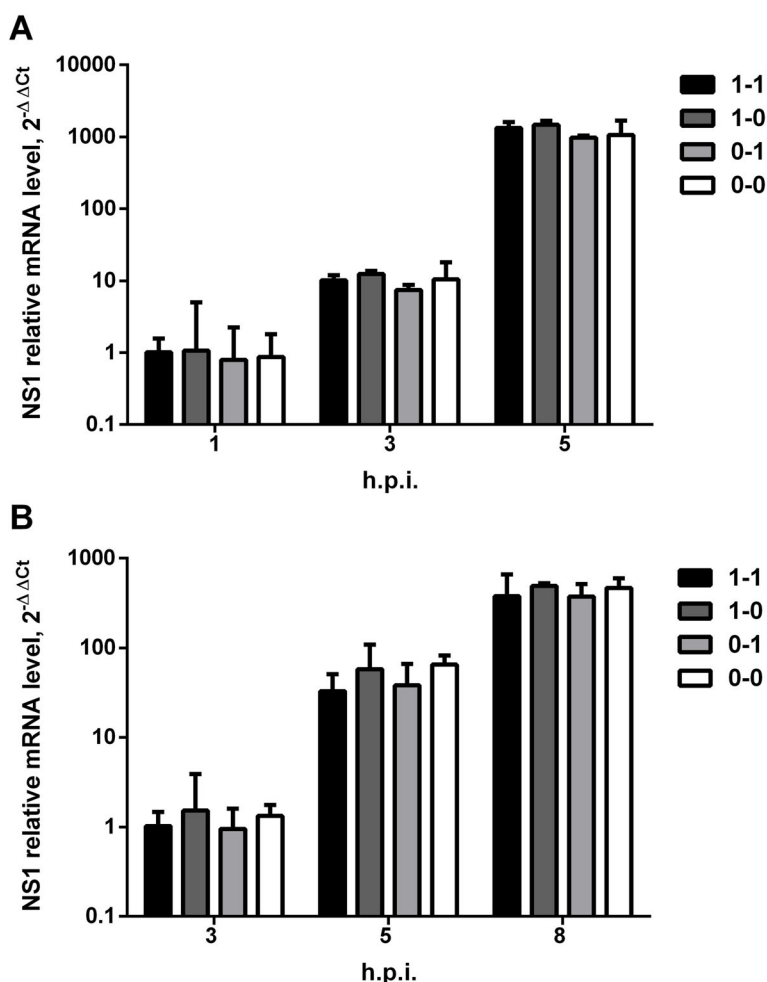 A
NS1 relative mRNA level, 2-ΔΔCt
10000
1000
100
10
1
0.1
1 3 5
h.p.i.
1-1
1-0
0-1
0-0
B
NS1 relative mRNA level, 2-ΔΔCt
1000
100
10
1
0.1
3 5 8
h.p.i.
1-1
1-0
0-1
0-0